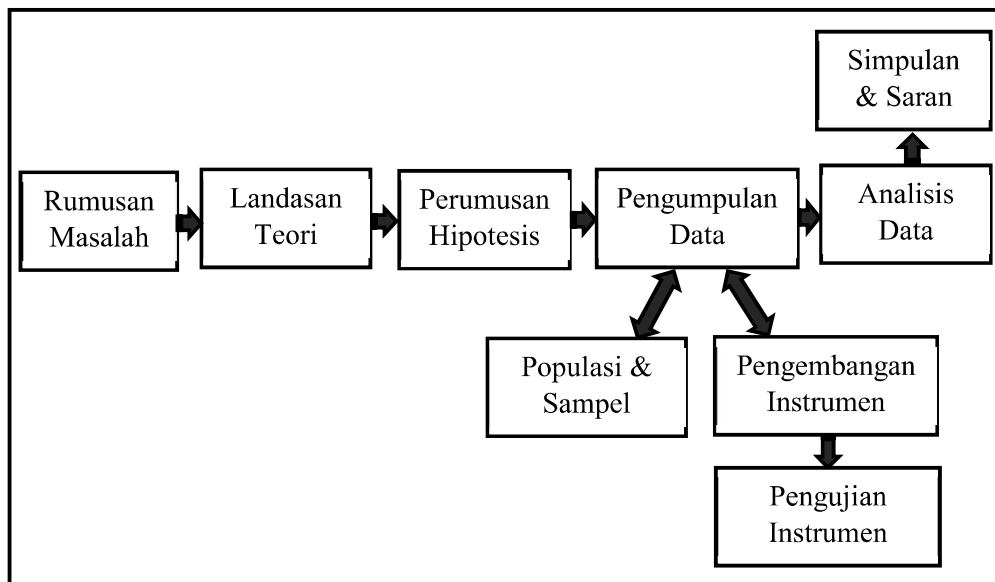 Simpulan
& Saran
Rumusan
Masalah
Landasan
Teori
Perumusan
Hipotesis
Pengumpulan
Data
Analisis
Data
Populasi &
Sampel
Pengembangan
Instrumen
Pengujian
Instrumen